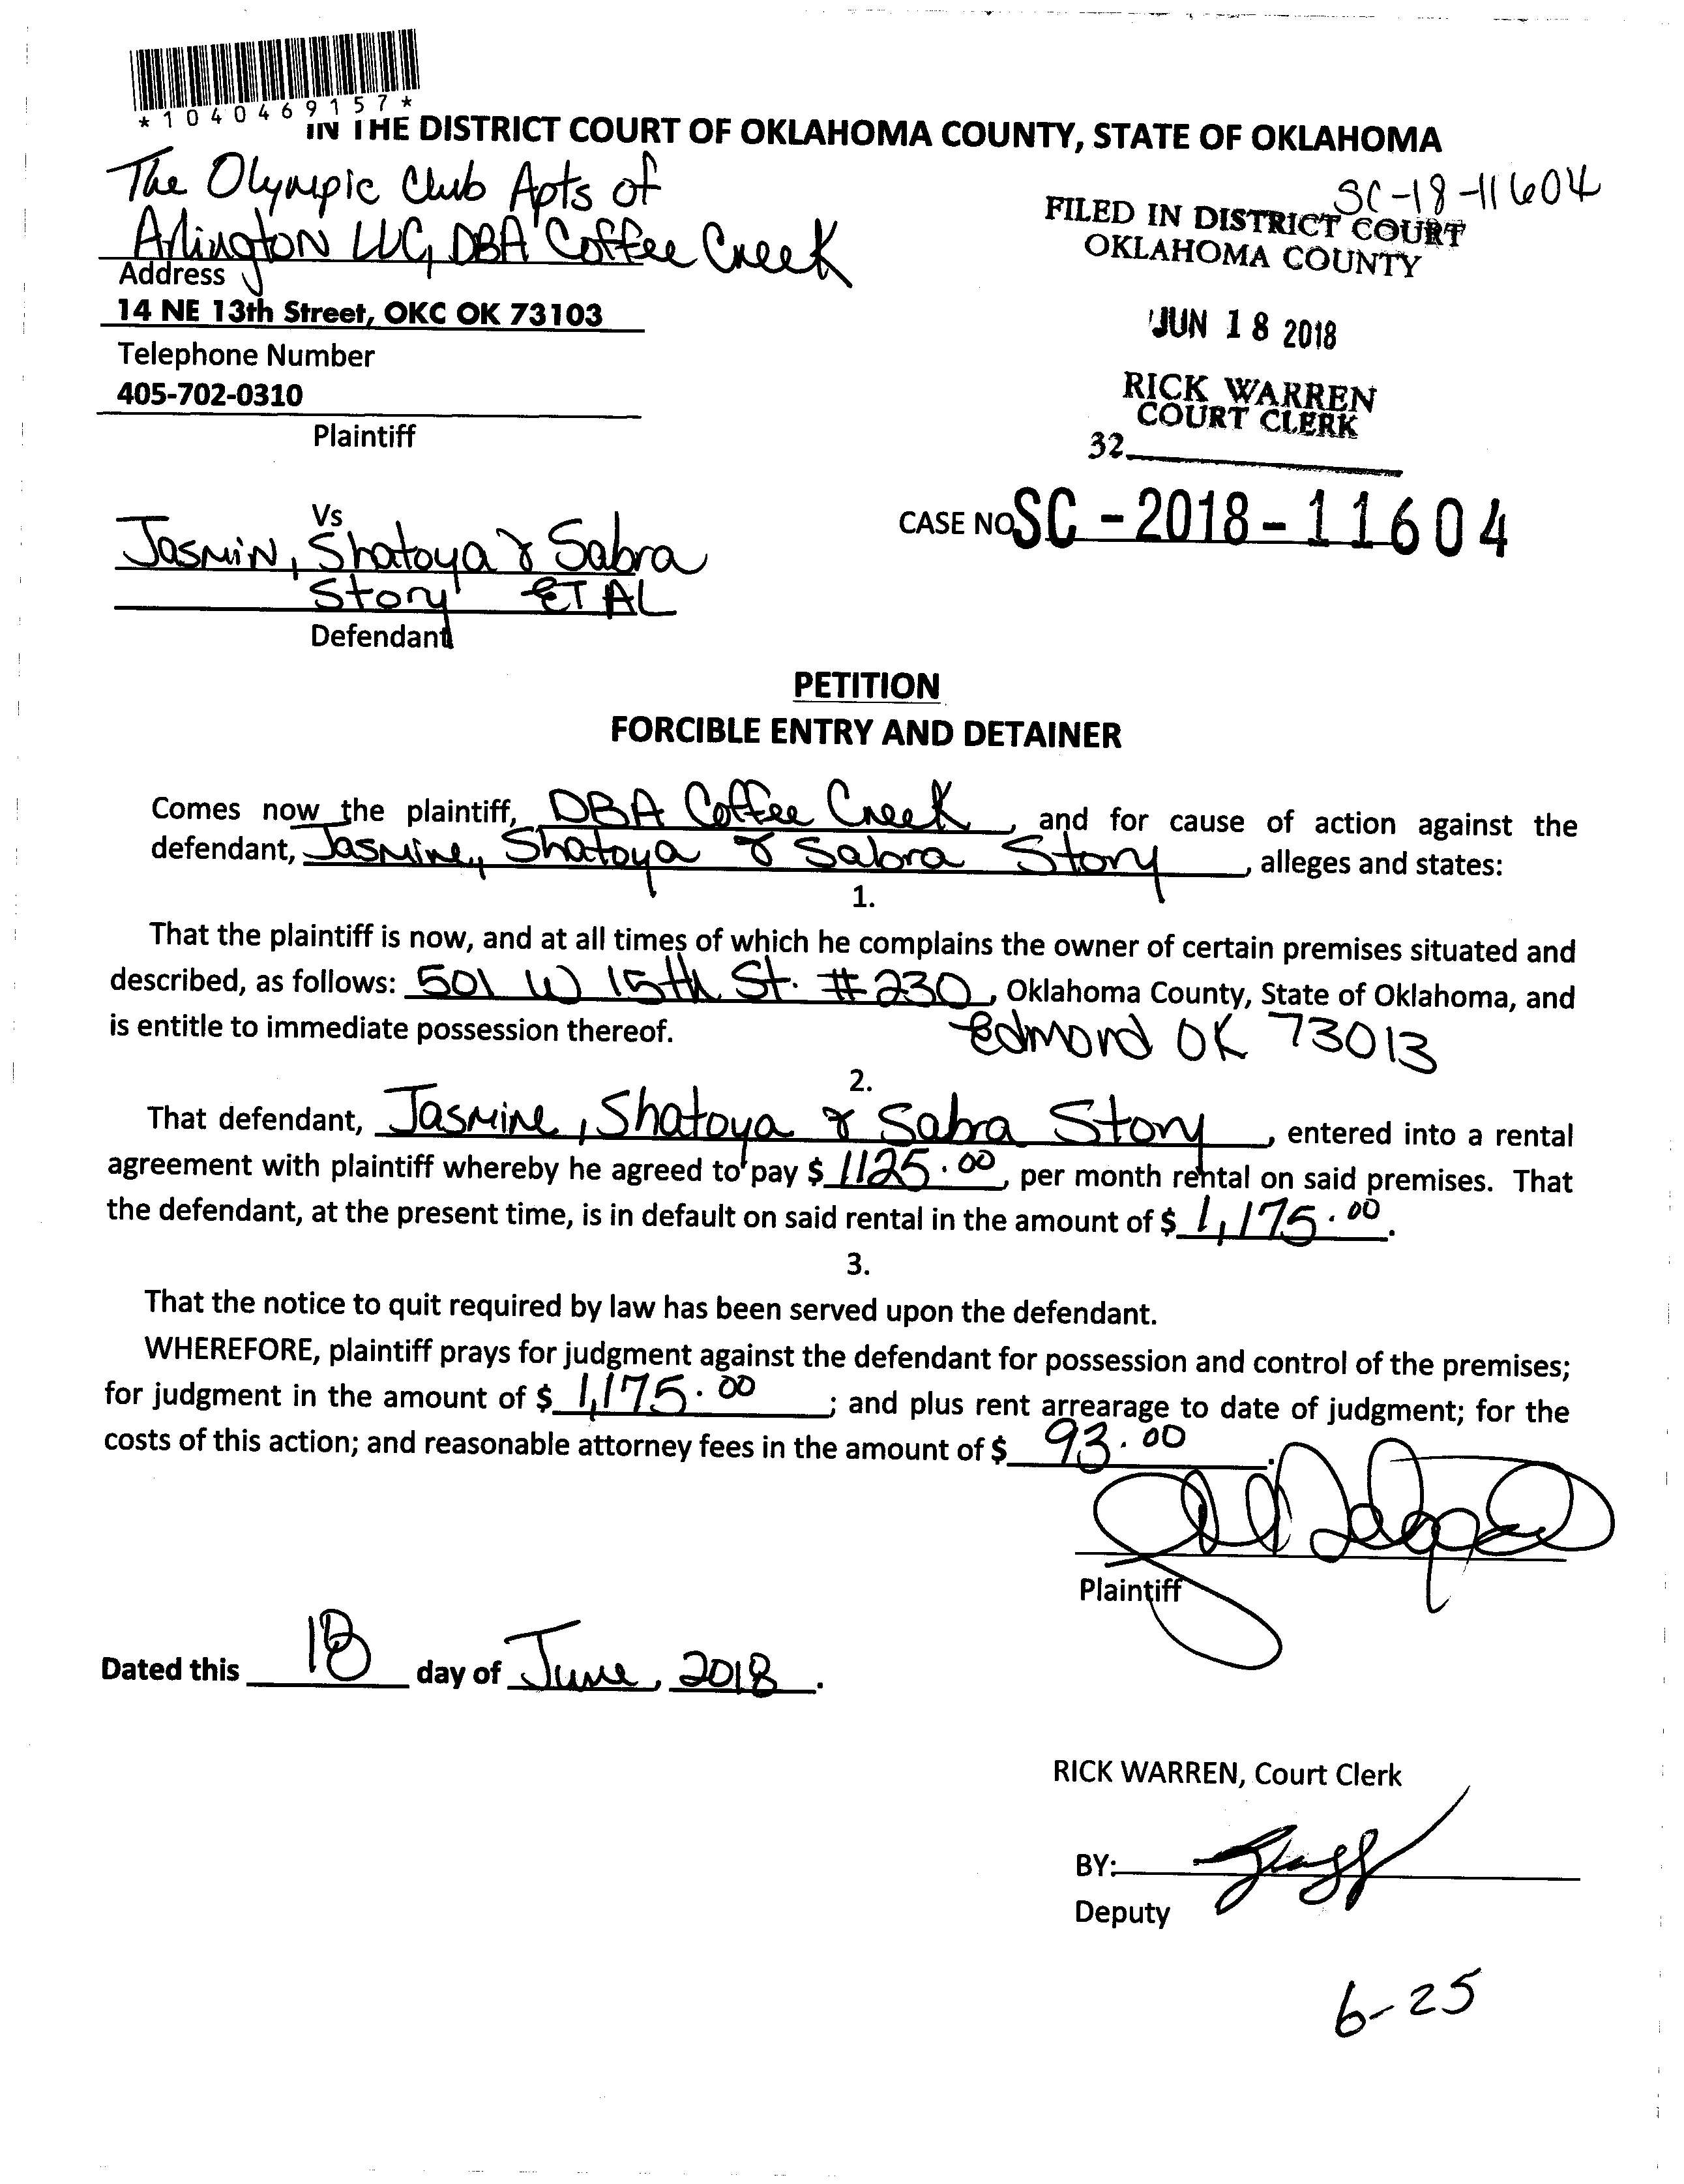 *1040469157*
IN THE DISTRICT COURT OF OKLAHOMA COUNTY, STATE OF OKLAHOMA
The Olympic Club Apts of
Arlington LLC, DBA Coffee Creek
Address
14 NE 13th Street, OKC OK 73103
Telephone Number
405-702-0310
Plaintiff
SC-18-11604
FILED IN DISTRICT COURT
OKLAHOMA COUNTY
JUN 18 2018
RICK WARREN
COURT CLERK
32
Vs
Jasmin, Shatoya & Sabra
Story ET AL
Defendant
CASE NO SC-2018-11604
PETITION
FORCIBLE ENTRY AND DETAINER
Comes now the plaintiff, DBA Coffee Creek, and for cause of action against the
defendant, Jasmine, Shatoya & Sabra Story, alleges and states:
1.
That the plaintiff is now, and at all times of which he complains the owner of certain premises situated and
described, as follows: 501 W 15th St. #230, Oklahoma County, State of Oklahoma, and
is entitle to immediate possession thereof. Edmond OK 73013
2.
That defendant, Jasmine, Shatoya & Sabra Story, entered into a rental
agreement with plaintiff whereby he agreed to pay $ 1125.00, per month rental on said premises. That
the defendant, at the present time, is in default on said rental in the amount of $ 1,175.00.
3.
That the notice to quit required by law has been served upon the defendant.
WHEREFORE, plaintiff prays for judgment against the defendant for possession and control of the premises;
for judgment in the amount of $ 1,175.00; and plus rent arrearage to date of judgment; for the
costs of this action; and reasonable attorney fees in the amount of $ 93.00.
Plaintiff
Dated this 18 day of June, 2018.
RICK WARREN, Court Clerk
BY:
Deputy
6-25